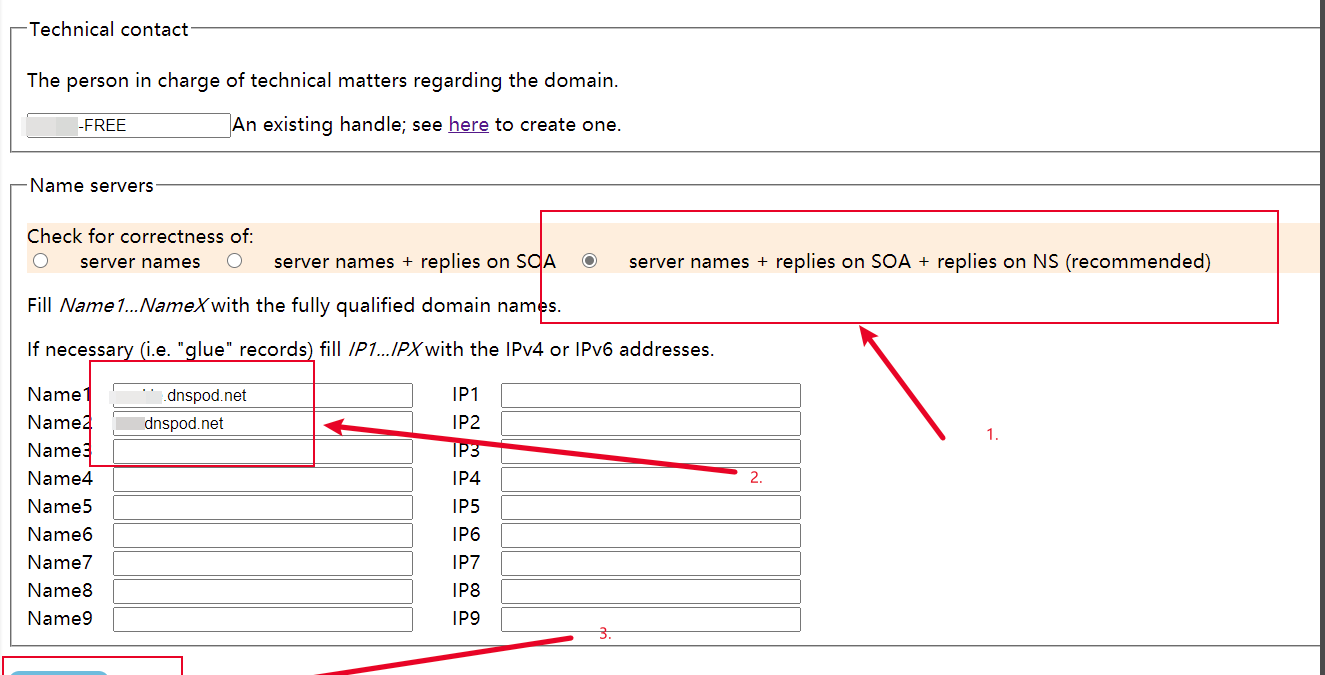 Technical contact
The person in charge of technical matters regarding the domain.
-FREE An existing handle; see here to create one.
Name servers
Check for correctness of:
server names server names + replies on SOA server names + replies on SOA + replies on NS (recommended)
Fill Name1...NameX with the fully qualified domain names.
If necessary (i.e. "glue" records) fill IP1...IPX with the IPv4 or IPv6 addresses.
Name1 .dnspod.net IP1
Name2 dnspod.net IP2
1.
Name3 IP3
Name4 IP4
2.
Name5 IP5
Name6 IP6
Name7 IP7
Name8 IP8
Name9 IP9
3.